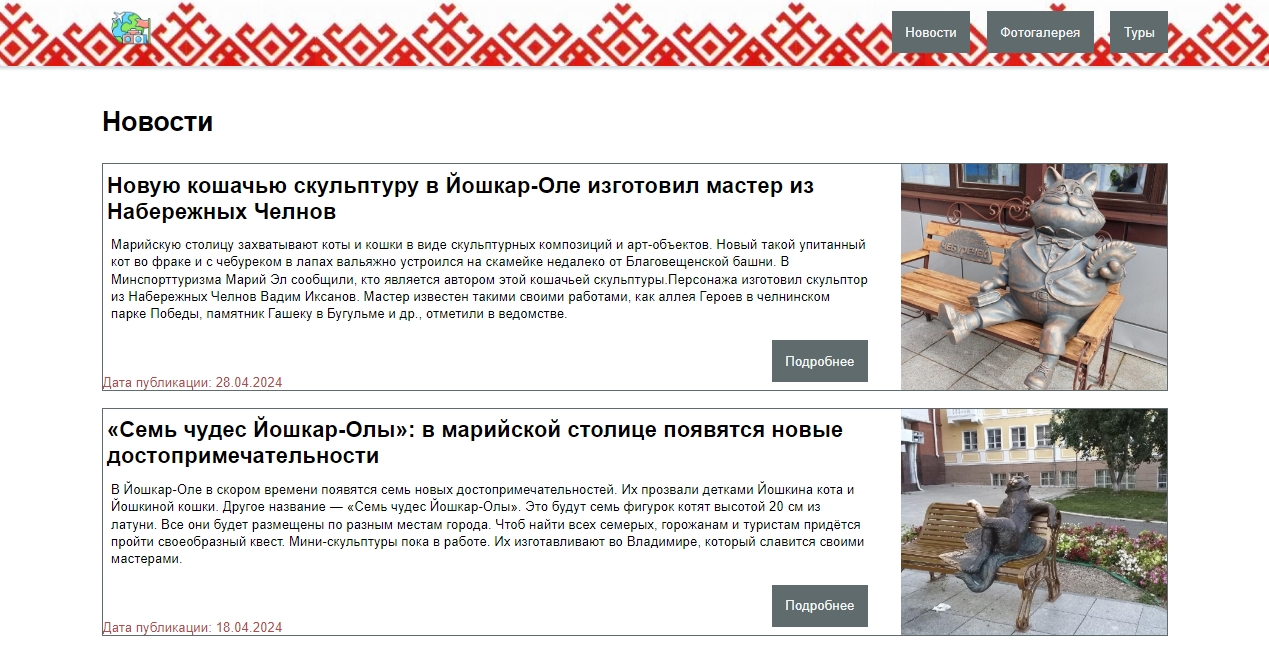 Новости
Фотогалерея
Туры
Новости
Новую кошачью скульптуру в Йошкар-Оле изготовил мастер из
Набережных Челнов
Марийскую столицу захватывают коты и кошки в виде скульптурных композиций и арт-объектов. Новый такой упитанный
кот во фраке и с чебуреком в лапах вальяжно устроился на скамейке недалеко от Благовещенской башни. В
Минспорттуризма Марий Эл сообщили, кто является автором этой кошачьей скульптуры.Персонажа изготовил скульптор
из Набережных Челнов Вадим Иксанов. Мастер известен такими своими работами, как аллея Героев в челнинском
парке Победы, памятник Гашеку в Бугульме и др., отметили в ведомстве.
Подробнее
Дата публикации: 28.04.2024
«Семь чудес Йошкар-Олы»: в марийской столице появятся новые
достопримечательности
В Йошкар-Оле в скором времени появятся семь новых достопримечательностей. Их прозвали детками Йошкина кота и
Йошкиной кошки. Другое название — «Семь чудес Йошкар-Олы». Это будут семь фигурок котят высотой 20 см из
латуни. Все они будет размещены по разным местам города. Чтоб найти всех семерых, горожанам и туристам придётся
пройти своеобразный квест. Мини-скульптуры пока в работе. Их изготавливают во Владимире, который славится своими
мастерами.
Подробнее
Дата публикации: 18.04.2024